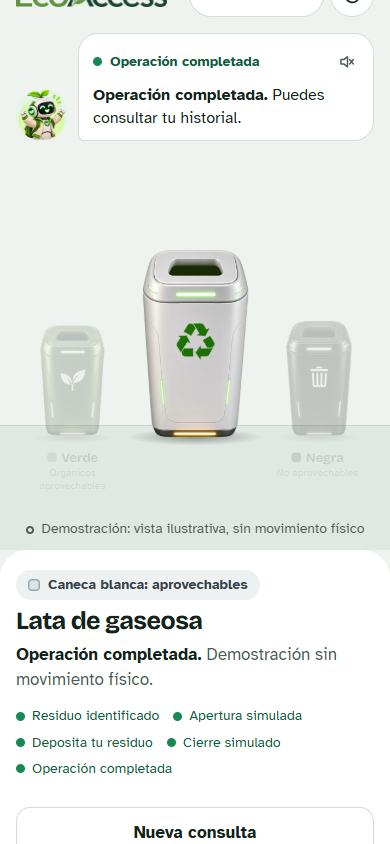 EcoAccess
Operación completada
Operación completada. Puedes
consultar tu historial.
Verde
Orgánicos
aprovechables
Negra
No aprovechables
Demostración: vista ilustrativa, sin movimiento físico
Caneca blanca: aprovechables
Lata de gaseosa
Operación completada. Demostración sin
movimiento físico.
Residuo identificado
Apertura simulada
Deposita tu residuo
Cierre simulado
Operación completada
Nueva consulta